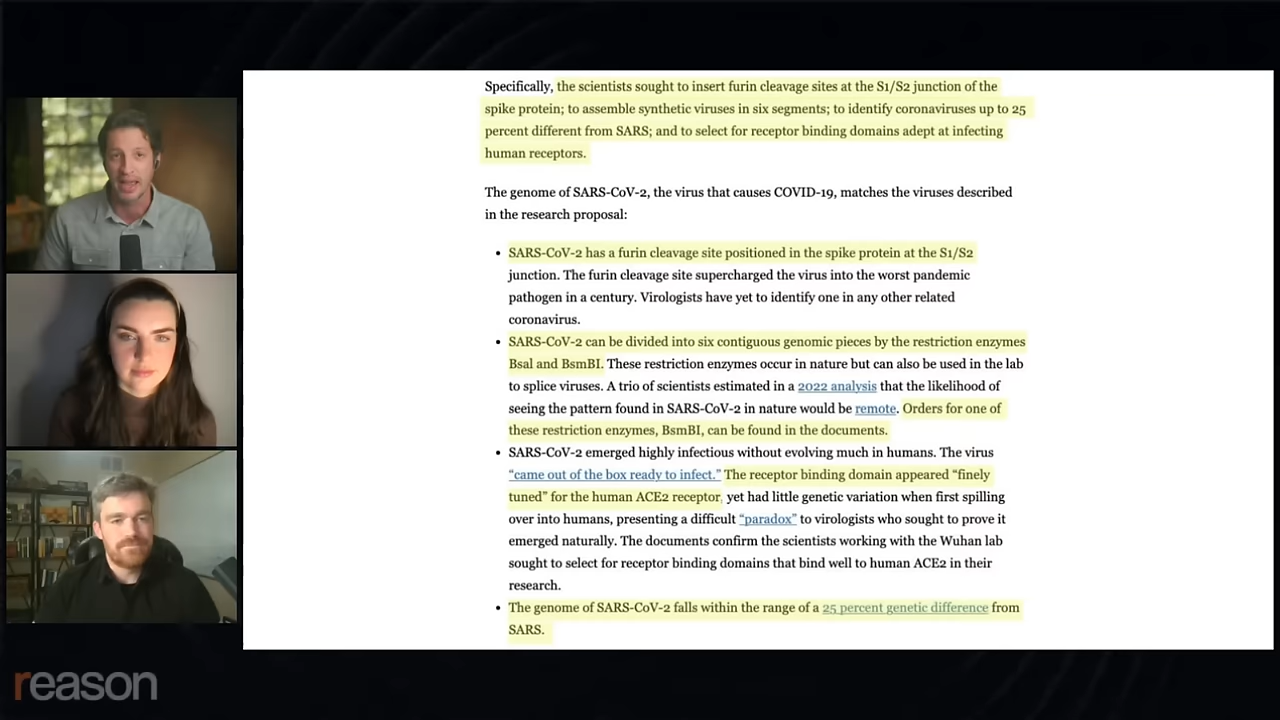 Specifically, the scientists sought to insert furin cleavage sites at the S1/S2 junction of the
spike protein; to assemble synthetic viruses in six segments; to identify coronaviruses up to 25
percent different from SARS; and to select for receptor binding domains adept at infecting
human receptors.
The genome of SARS-CoV-2, the virus that causes COVID-19, matches the viruses described
in the research proposal:
• SARS-CoV-2 has a furin cleavage site positioned in the spike protein at the S1/S2
junction. The furin cleavage site supercharged the virus into the worst pandemic
pathogen in a century. Virologists have yet to identify one in any other related
coronavirus.
• SARS-CoV-2 can be divided into six contiguous genomic pieces by the restriction enzymes
BsaI and BsmBI. These restriction enzymes occur in nature but can also be used in the lab
to splice viruses. A trio of scientists estimated in a 2022 analysis that the likelihood of
seeing the pattern found in SARS-CoV-2 in nature would be remote. Orders for one of
these restriction enzymes, BsmBI, can be found in the documents.
• SARS-CoV-2 emerged highly infectious without evolving much in humans. The virus
“came out of the box ready to infect.” The receptor binding domain appeared “finely
tuned” for the human ACE2 receptor, yet had little genetic variation when first spilling
over into humans, presenting a difficult “paradox” to virologists who sought to prove it
emerged naturally. The documents confirm the scientists working with the Wuhan lab
sought to select for receptor binding domains that bind well to human ACE2 in their
research.
• The genome of SARS-CoV-2 falls within the range of a 25 percent genetic difference from
SARS.
reason